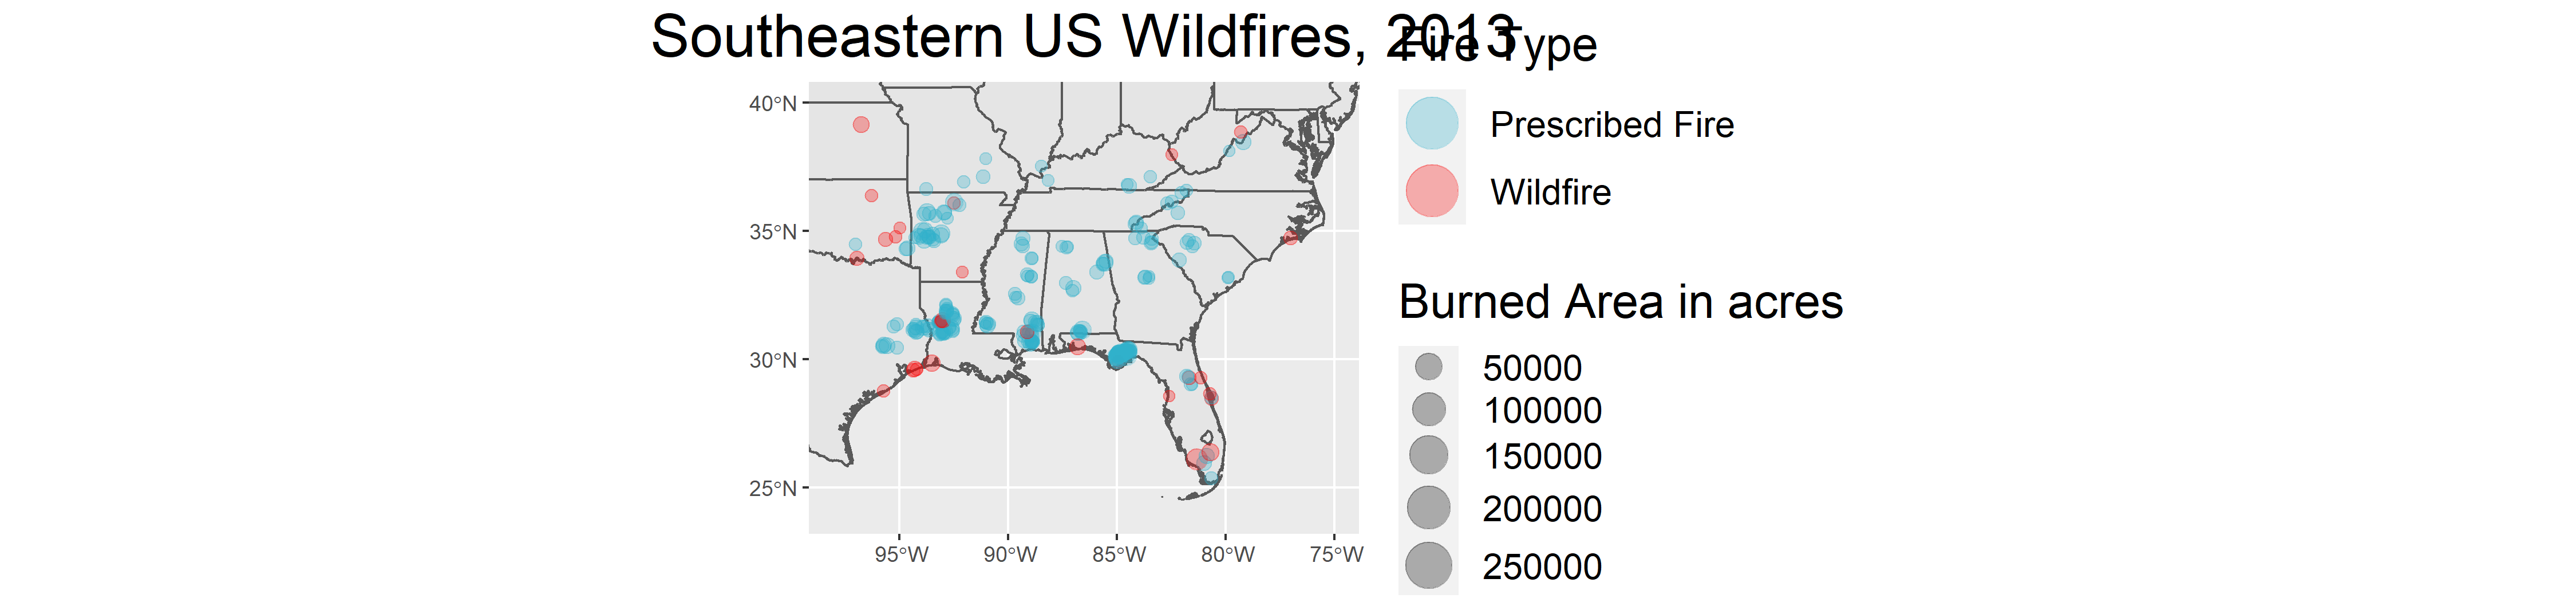 Southeastern US Wildfires, 2013
Fire Type
Prescribed Fire
Wildfire
Burned Area in acres
50000
100000
150000
200000
250000
40°N
35°N
30°N
25°N
95°W
90°W
85°W
80°W
75°W